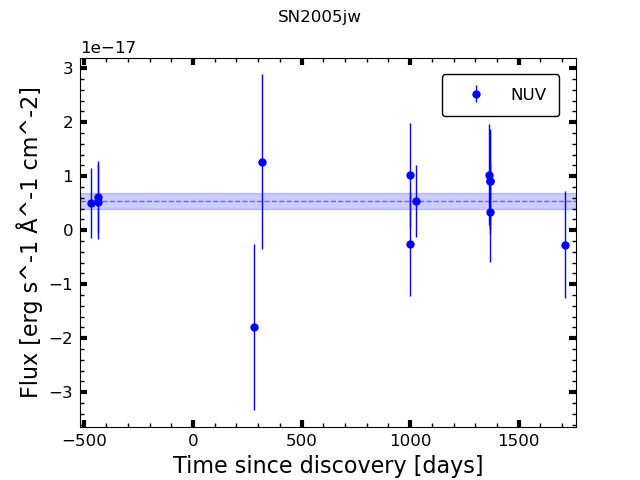 SN2005jw
1e−17
NUV
3
2
1
0
−1
−2
−3
Flux [erg s^-1 Å^-1 cm^-2]
−500 0 500 1000 1500
Time since discovery [days]